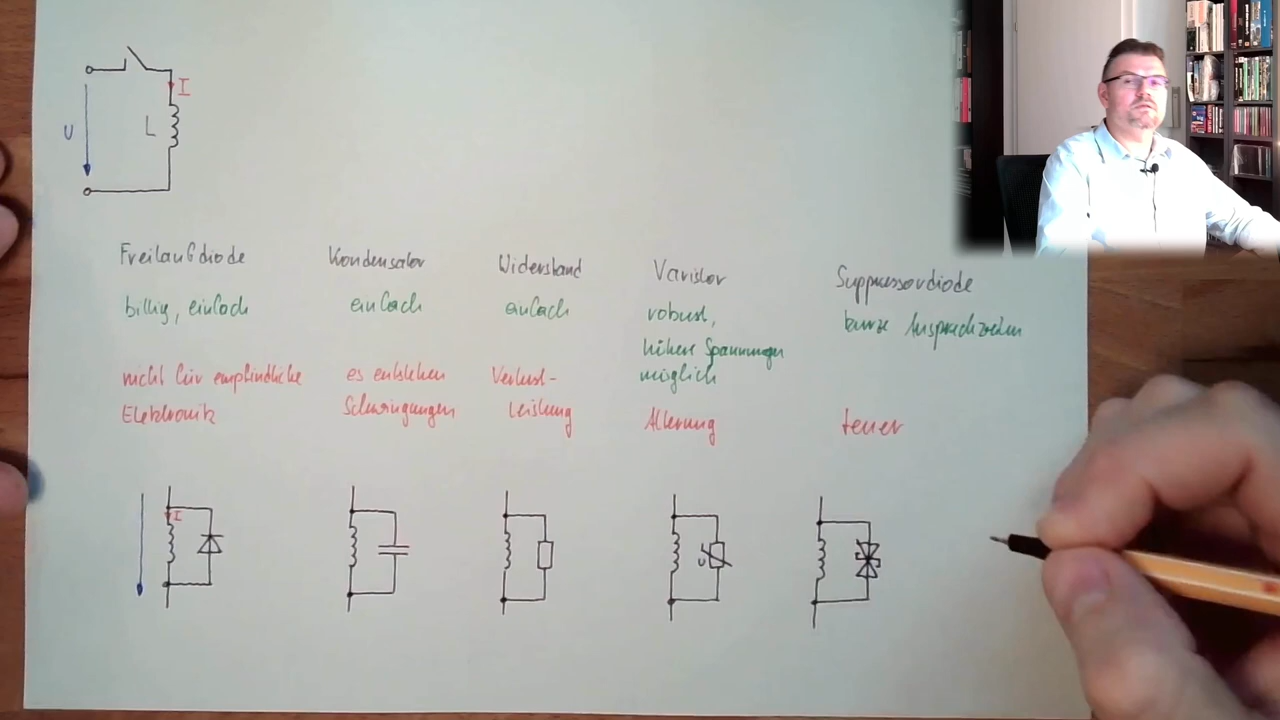 I
U
L
Freilaufdiode
billig, einfach
nicht für empfindliche
Elektronik
I
Kondensator
einfach
es entstehen
Schwingungen
Widerstand
einfach
Verlust-
Leistung
Varistor
robust,
höhere Spannungen
möglich
Alterung
U
Suppressordiode
kurze Ansprechzeiten
teuer